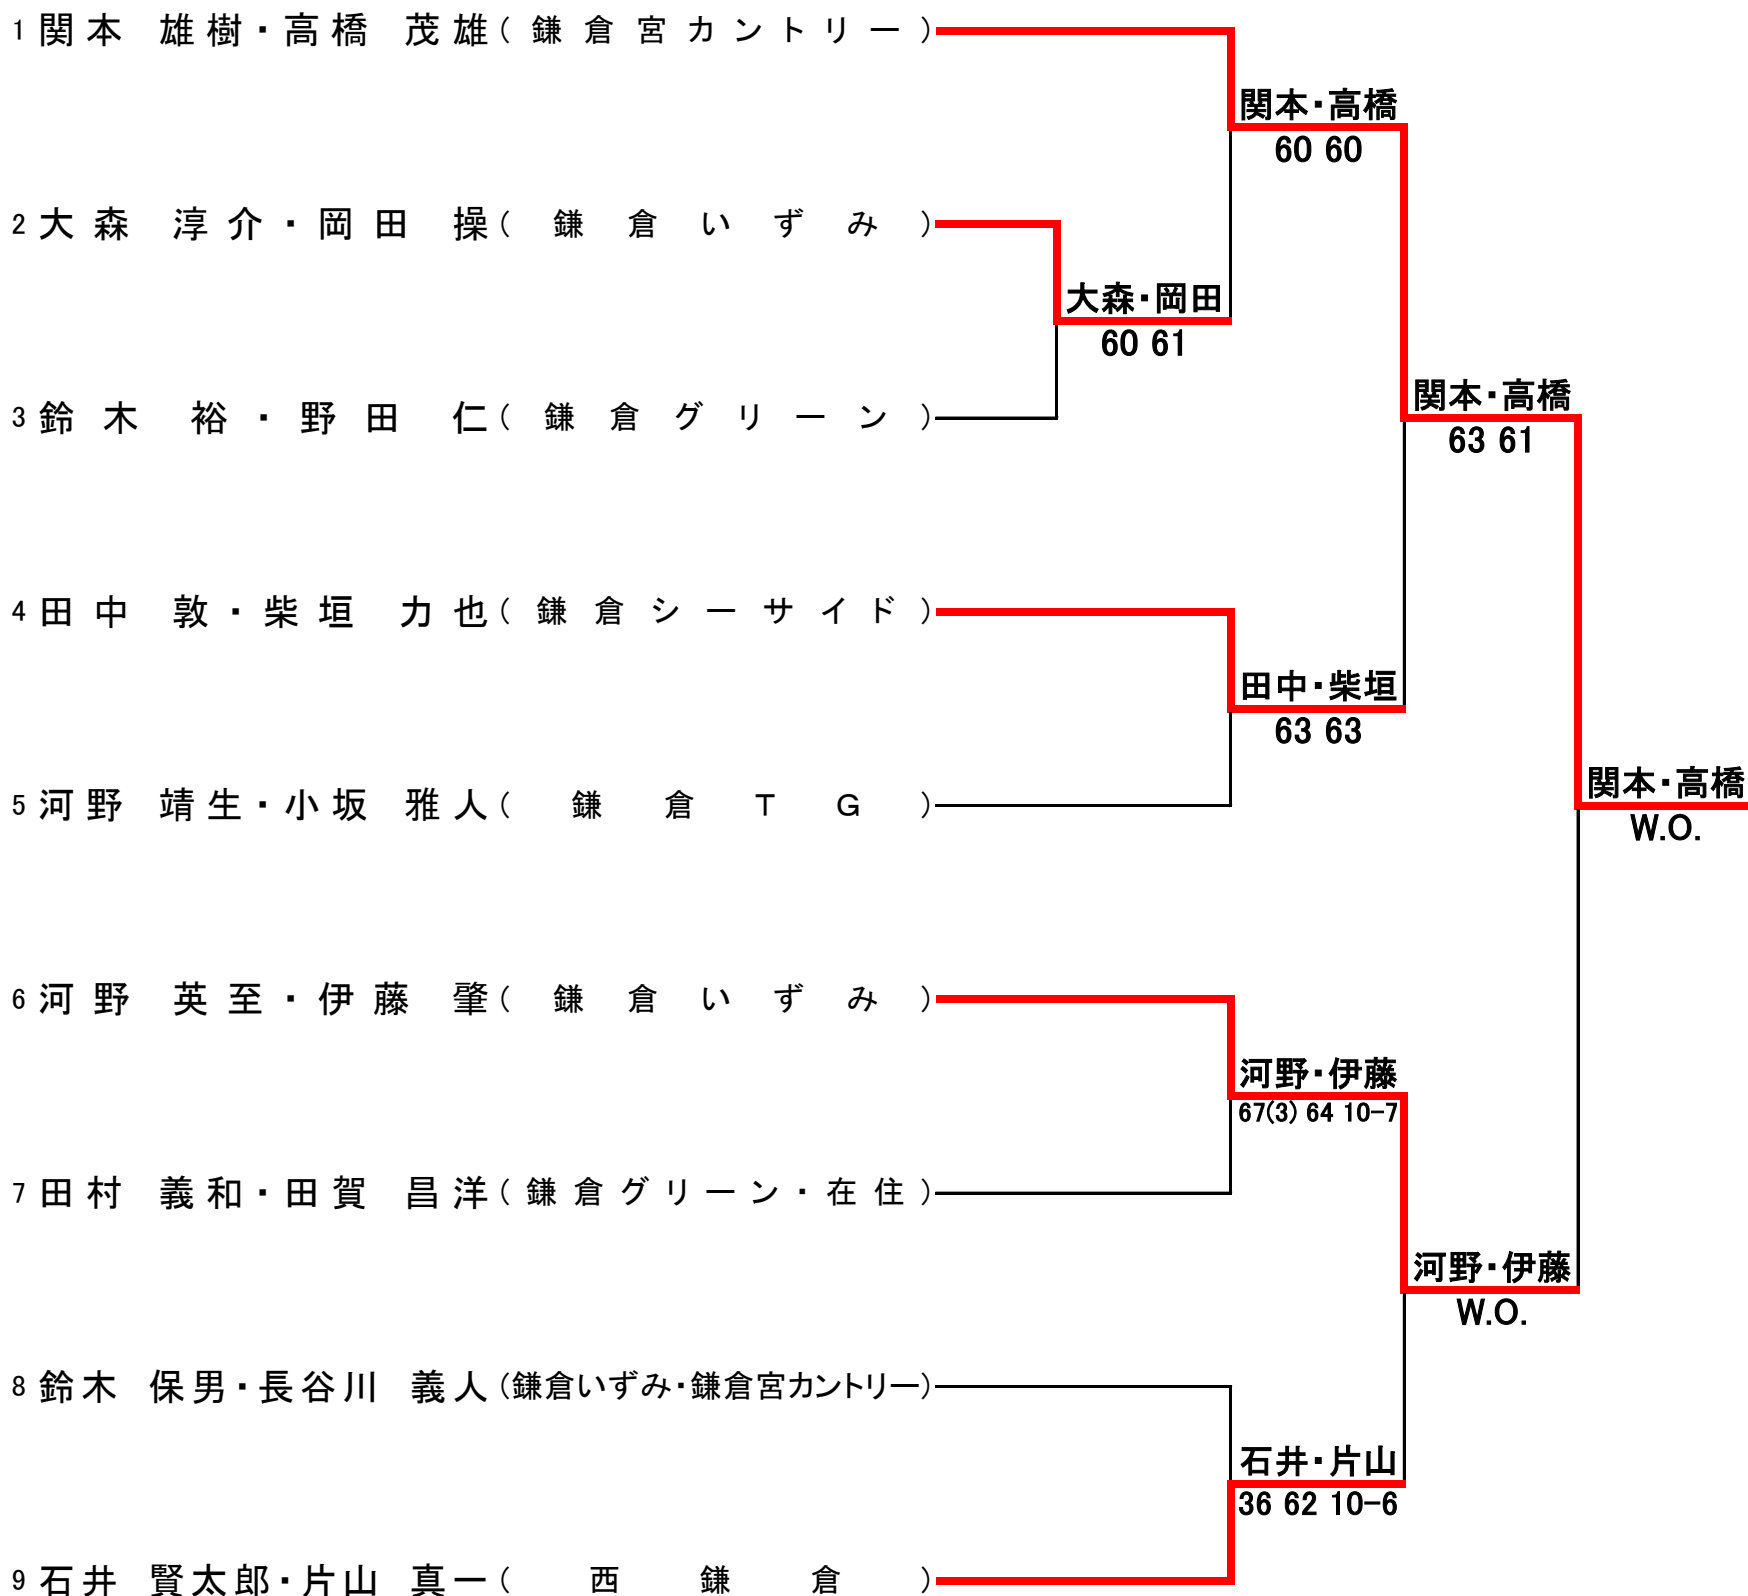 1 関本 雄樹・高橋 茂雄(鎌倉宮カントリー)
関本・高橋
60 60
2 大森 淳介・岡田 操(鎌倉いずみ)
大森・岡田
60 61
3 鈴木 裕・野田 仁(鎌倉グリーン)
関本・高橋
63 61
4 田中 敦・柴垣 力也(鎌倉シーサイド)
田中・柴垣
63 63
5 河野 靖生・小坂 雅人(鎌倉TG)
関本・高橋
W.O.
6 河野 英至・伊藤 肇(鎌倉いずみ)
河野・伊藤
67(3) 64 10-7
7 田村 義和・田賀 昌洋(鎌倉グリーン・在住)
河野・伊藤
W.O.
8 鈴木 保男・長谷川 義人(鎌倉いずみ・鎌倉宮カントリー)
石井・片山
36 62 10-6
9 石井 賢太郎・片山 真一(西鎌倉)